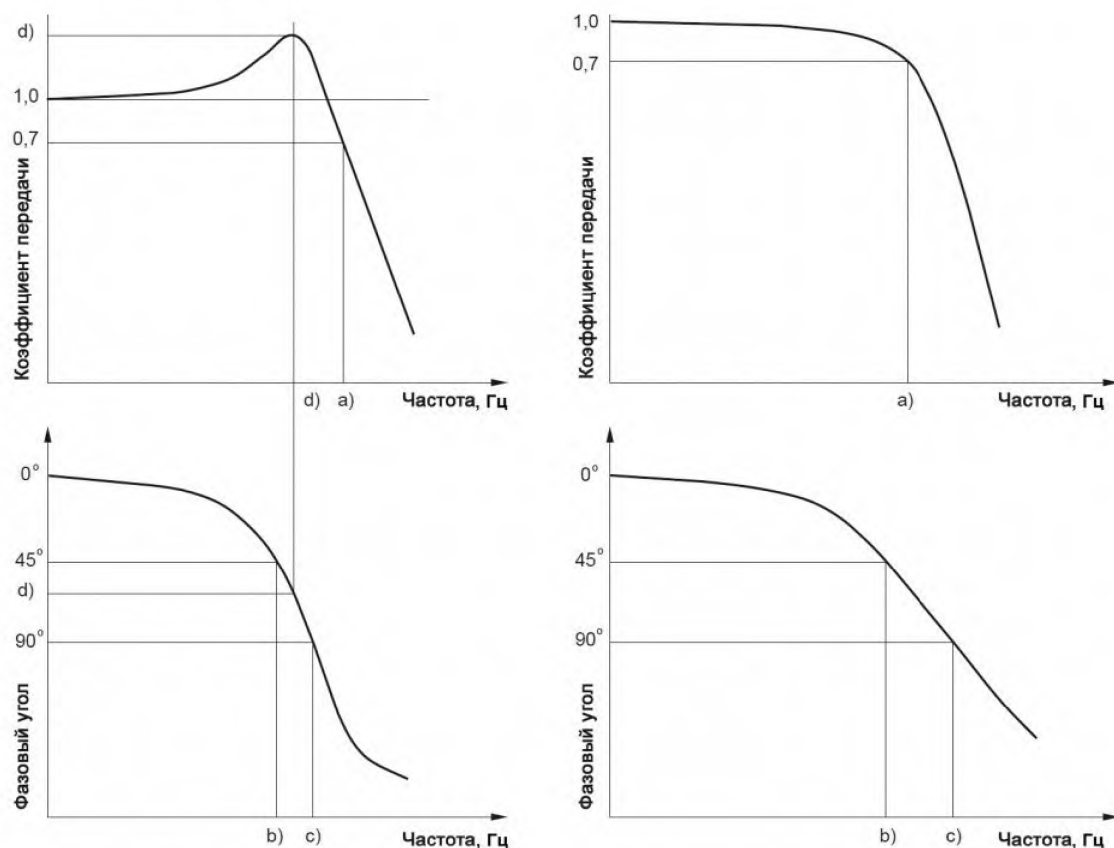 d)
1,0
0,7
Коэффициент передачи
d) a) Частота, Гц
1,0
0,7
Коэффициент передачи
a) Частота, Гц
0°
45°
d)
90°
Фазовый угол
b) c) Частота, Гц
0°
45°
90°
Фазовый угол
b) c) Частота, Гц